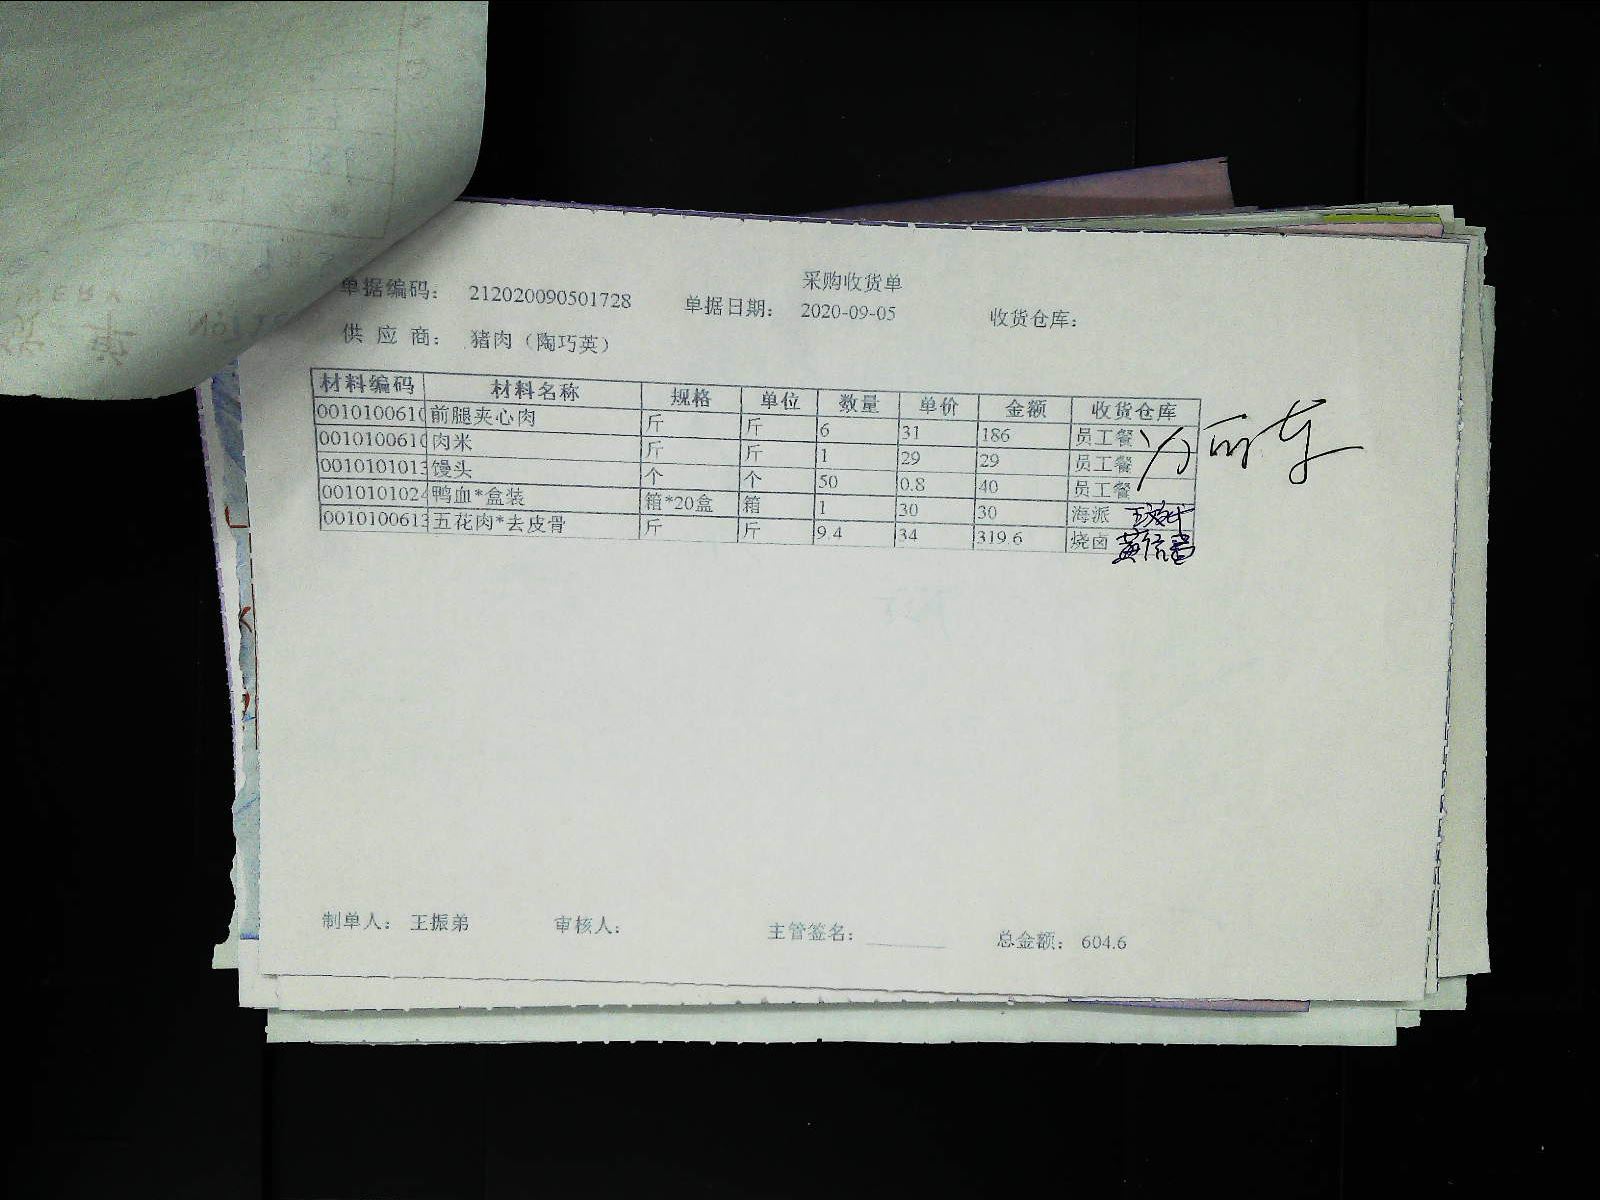 采购收货单
单据编码： 212020090501728 单据日期： 2020-09-05 收货仓库：
供 应 商： 猪肉（陶巧英）
材料编码 材料名称 规格 单位 数量 单价 金额 收货仓库
0010100610 前腿夹心肉 斤 斤 6 31 186 员工餐
0010100610 肉米 斤 斤 1 29 29 员工餐
0010101013 馒头 个 个 50 0.8 40 员工餐
0010101024 鸭血*盒装 箱*20盒 箱 1 30 30 海派
0010100613 五花肉*去皮骨 斤 斤 9.4 34 319.6 烧卤
制单人： 王振弟 审核人： 主管签名： 总金额： 604.6